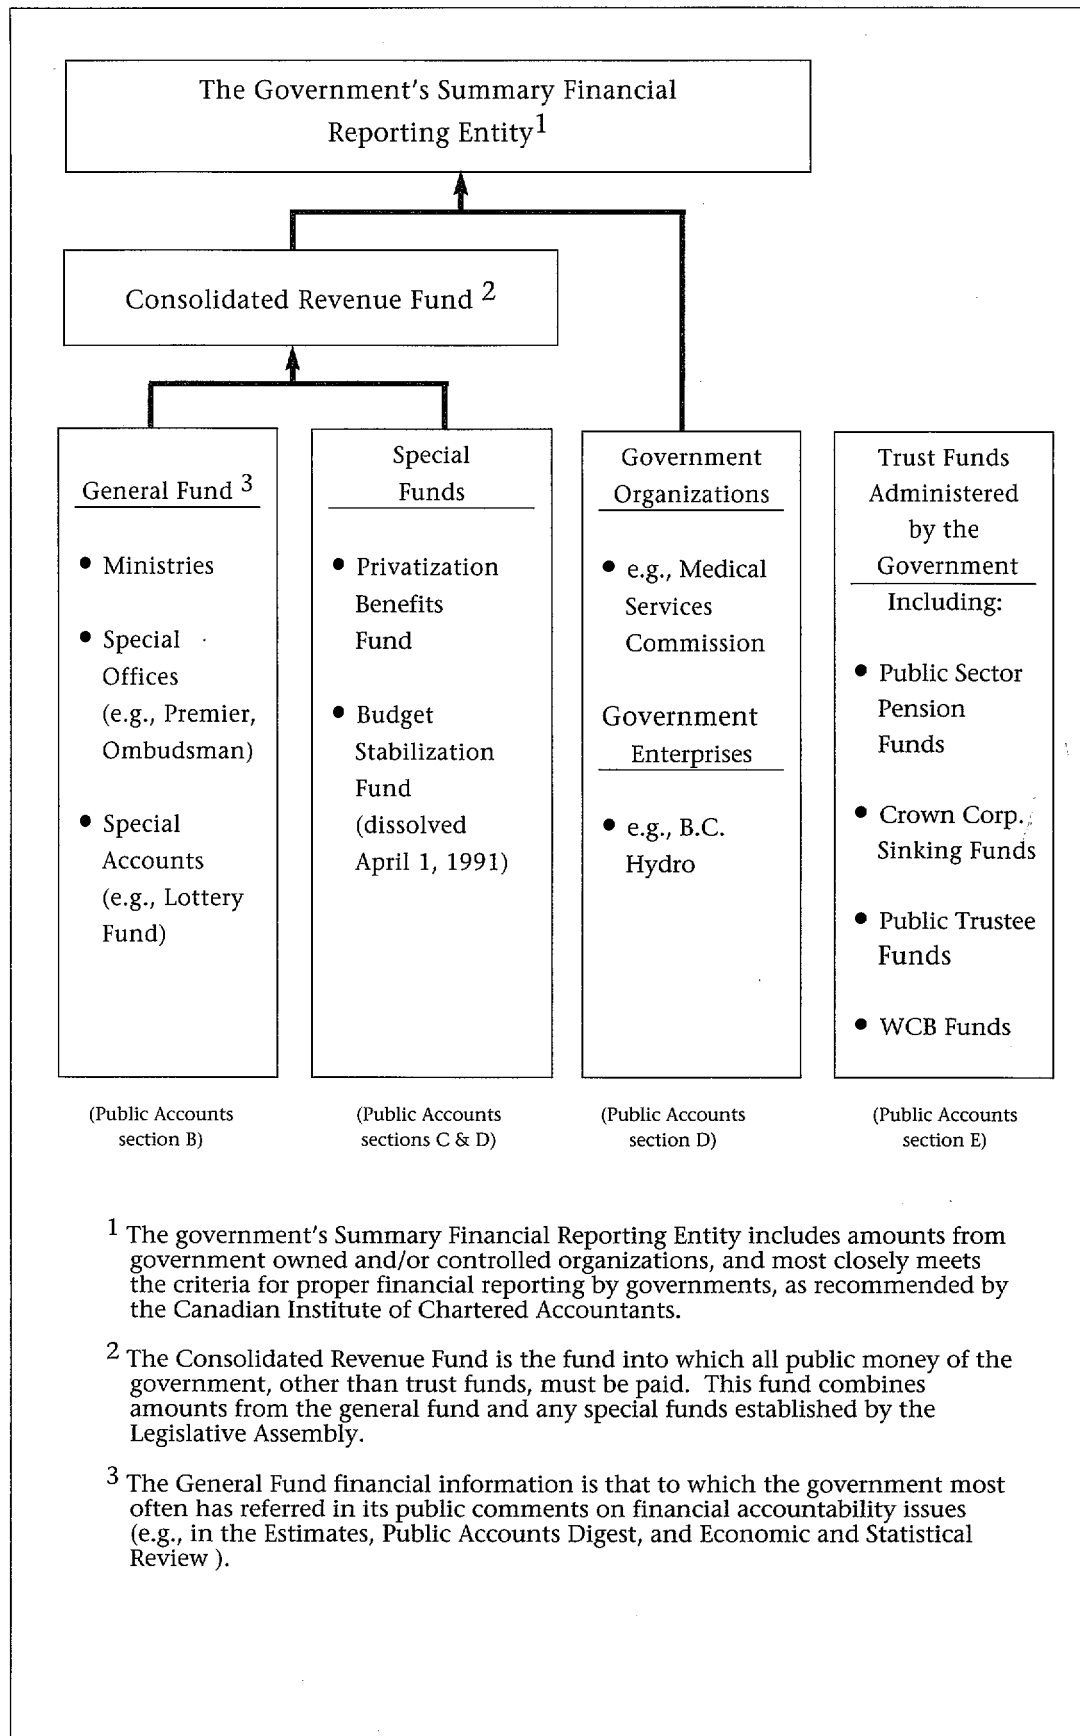 The Government's Summary Financial
Reporting Entity1
Consolidated Revenue Fund 2
General Fund 3
• Ministries
• Special
Offices
(e.g., Premier,
Ombudsman)
• Special
Accounts
(e.g., Lottery
Fund)
Special
Funds
• Privatization
Benefits
Fund
• Budget
Stabilization
Fund
(dissolved
April 1, 1991)
Government
Organizations
• e.g., Medical
Services
Commission
Government
Enterprises
• e.g., B.C.
Hydro
Trust Funds
Administered
by the
Government
Including:
• Public Sector
Pension
Funds
• Crown Corp.
Sinking Funds
• Public Trustee
Funds
• WCB Funds
(Public Accounts
section B)
(Public Accounts
sections C & D)
(Public Accounts
section D)
(Public Accounts
section E)
1 The government's Summary Financial Reporting Entity includes amounts from
government owned and/or controlled organizations, and most closely meets
the criteria for proper financial reporting by governments, as recommended by
the Canadian Institute of Chartered Accountants.
2 The Consolidated Revenue Fund is the fund into which all public money of the
government, other than trust funds, must be paid. This fund combines
amounts from the general fund and any special funds established by the
Legislative Assembly.
3 The General Fund financial information is that to which the government most
often has referred in its public comments on financial accountability issues
(e.g., in the Estimates, Public Accounts Digest, and Economic and Statistical
Review ).